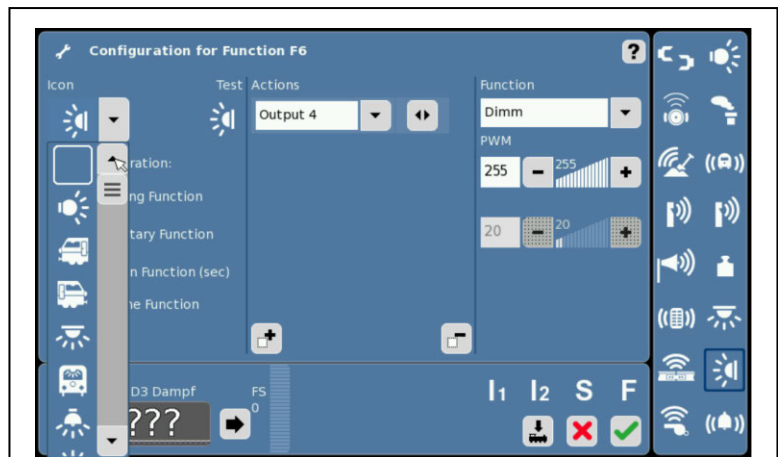 Configuration for Function F6
?
Icon
Test
Actions
Function
Output 4
Dimm
PWM
255
255
ration:
ng Function
tary Function
20
20
n Function (sec)
ne Function
D3 Dampf
FS
0
I1 I2 S F
???